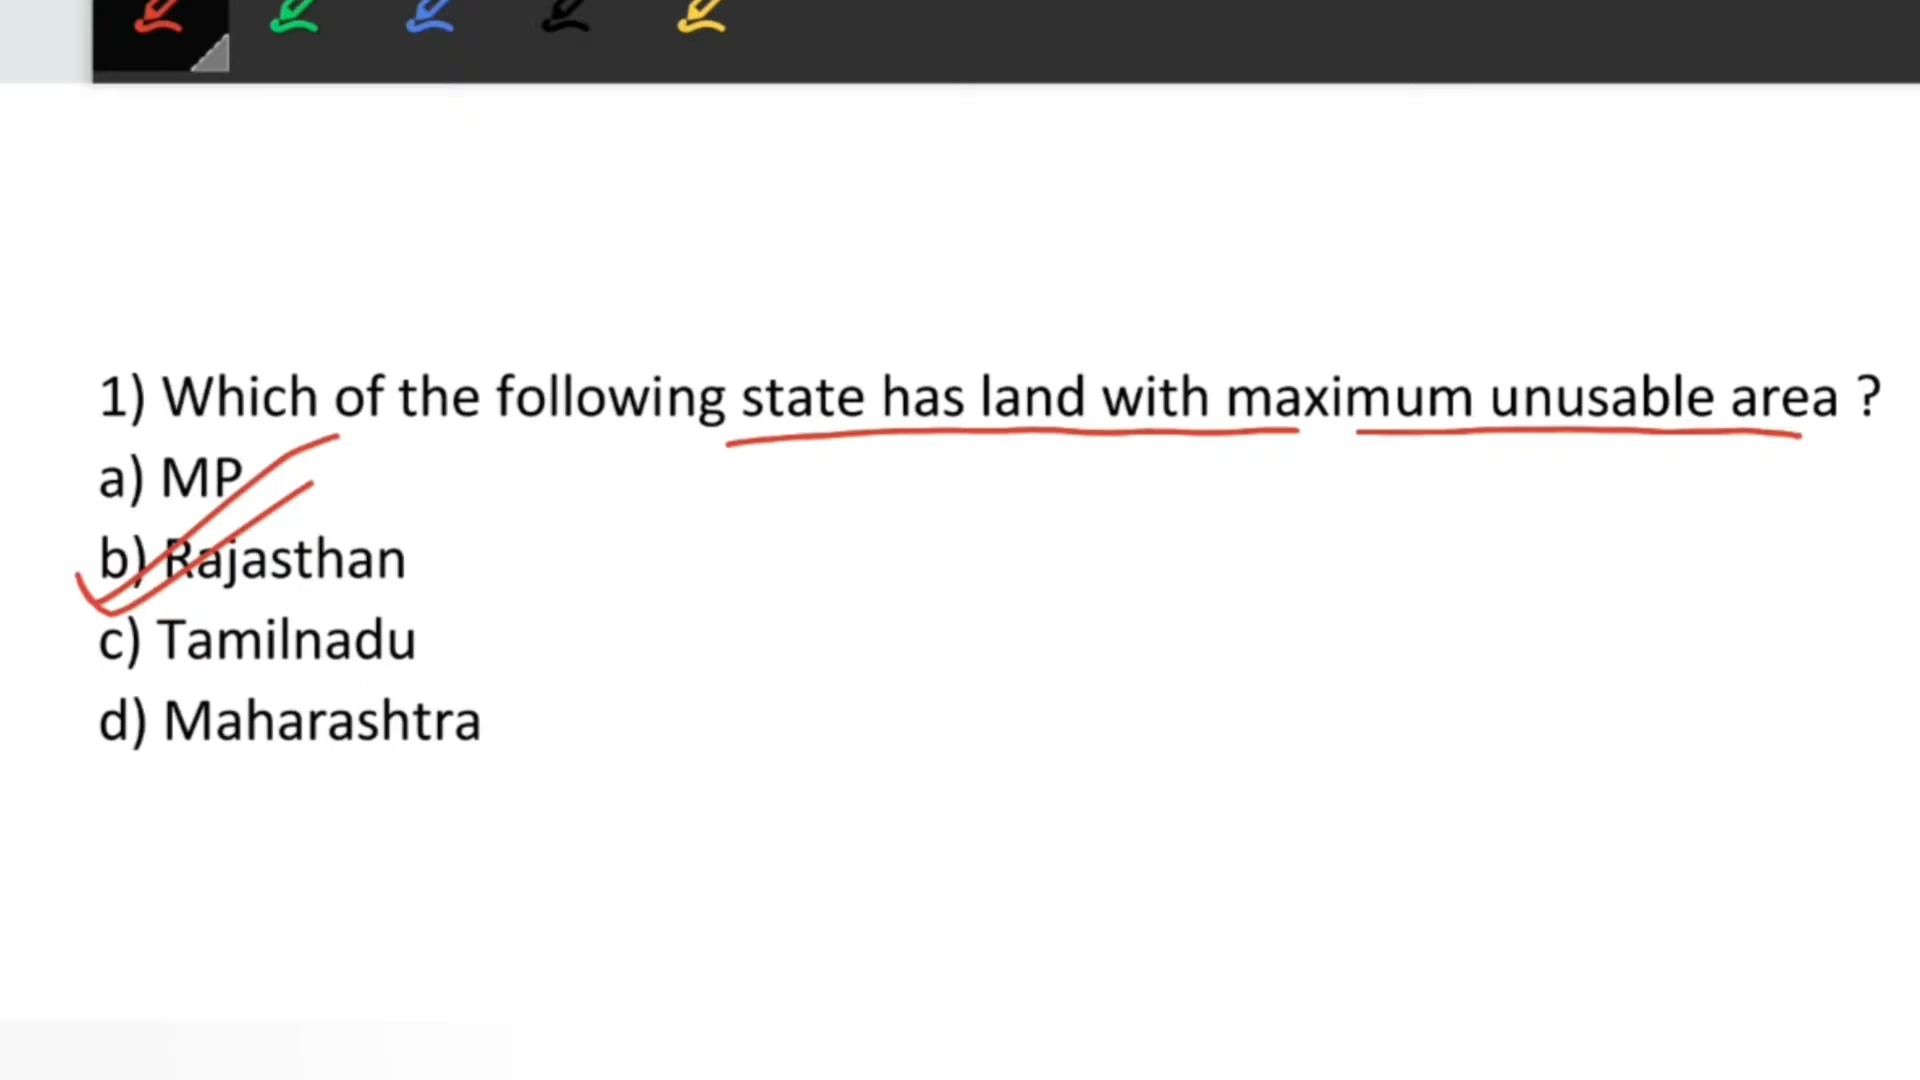 1) Which of the following state has land with maximum unusable area ?
a) MP
b) Rajasthan
c) Tamilnadu
d) Maharashtra